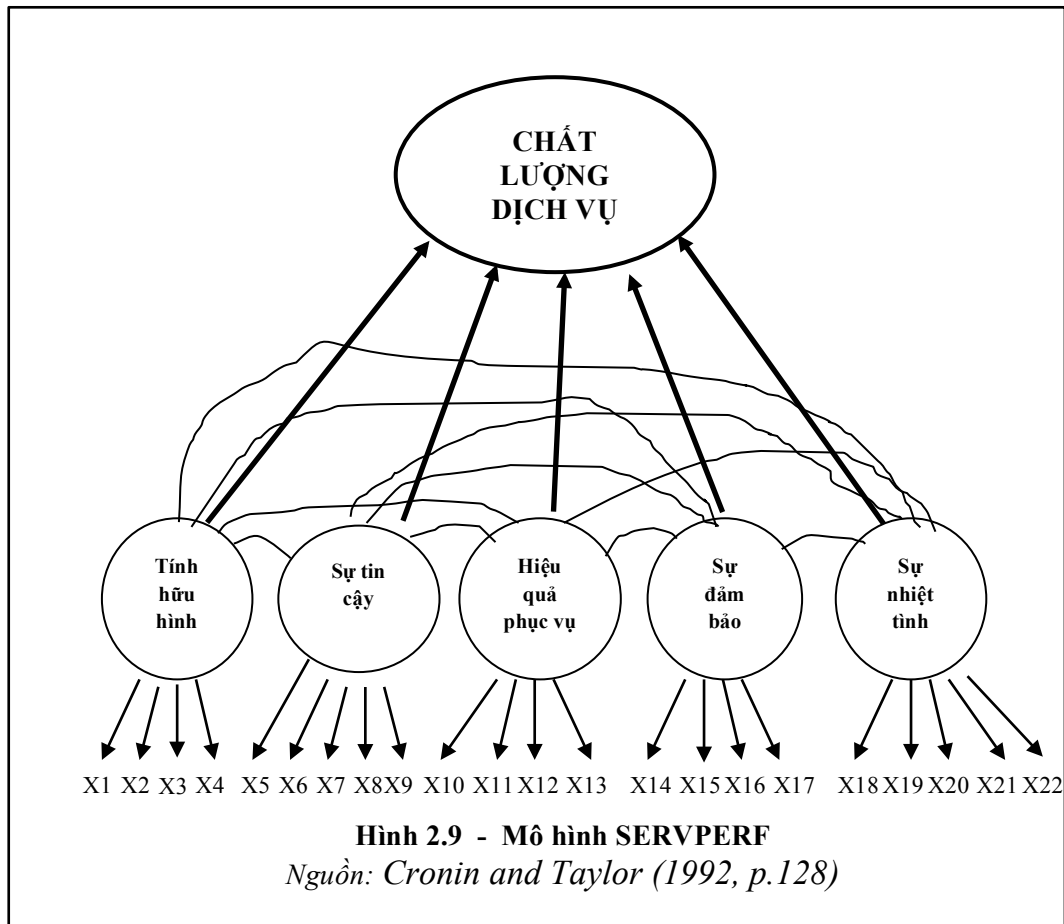 CHẤT
LƯỢNG
DỊCH VỤ
Tính
hữu
hình
Sự tin
cậy
Hiệu
quả
phục vụ
Sự
đảm
bảo
Sự
nhiệt
tình
X1 X2 X3 X4 X5 X6 X7 X8 X9 X10 X11 X12 X13 X14 X15 X16 X17 X18 X19 X20 X21 X22
Hình 2.9 - Mô hình SERVPERF
Nguồn: Cronin and Taylor (1992, p.128)